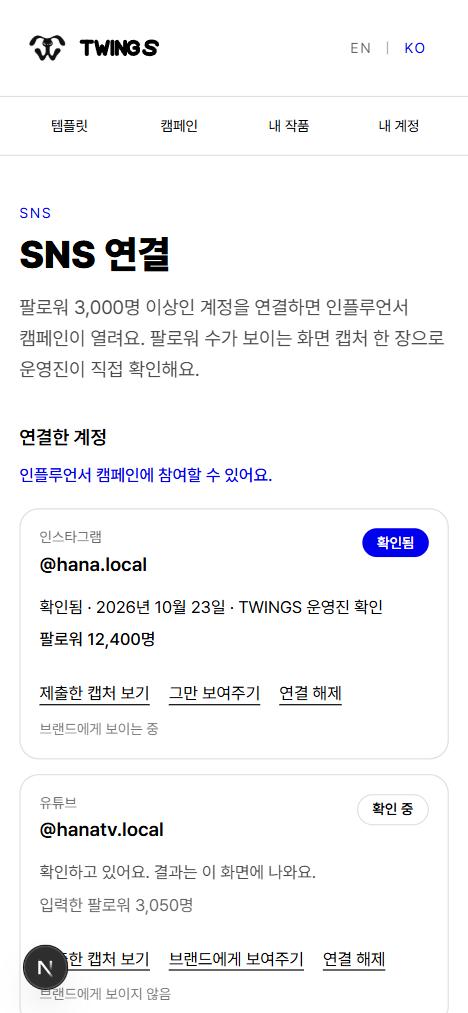 TWINGS
EN | KO
템플릿 캠페인 내 작품 내 계정
SNS
SNS 연결
팔로워 3,000명 이상인 계정을 연결하면 인플루언서
캠페인이 열려요. 팔로워 수가 보이는 화면 캡처 한 장으로
운영진이 직접 확인해요.
연결한 계정
인플루언서 캠페인에 참여할 수 있어요.
인스타그램
확인됨
@hana.local
확인됨 · 2026년 10월 23일 · TWINGS 운영진 확인
팔로워 12,400명
제출한 캡처 보기 그만 보여주기 연결 해제
브랜드에게 보이는 중
유튜브
확인 중
@hanatv.local
확인하고 있어요. 결과는 이 화면에 나와요.
입력한 팔로워 3,050명
N
캡처 보기 브랜드에게 보여주기 연결 해제
브랜드에게 보이지 않음